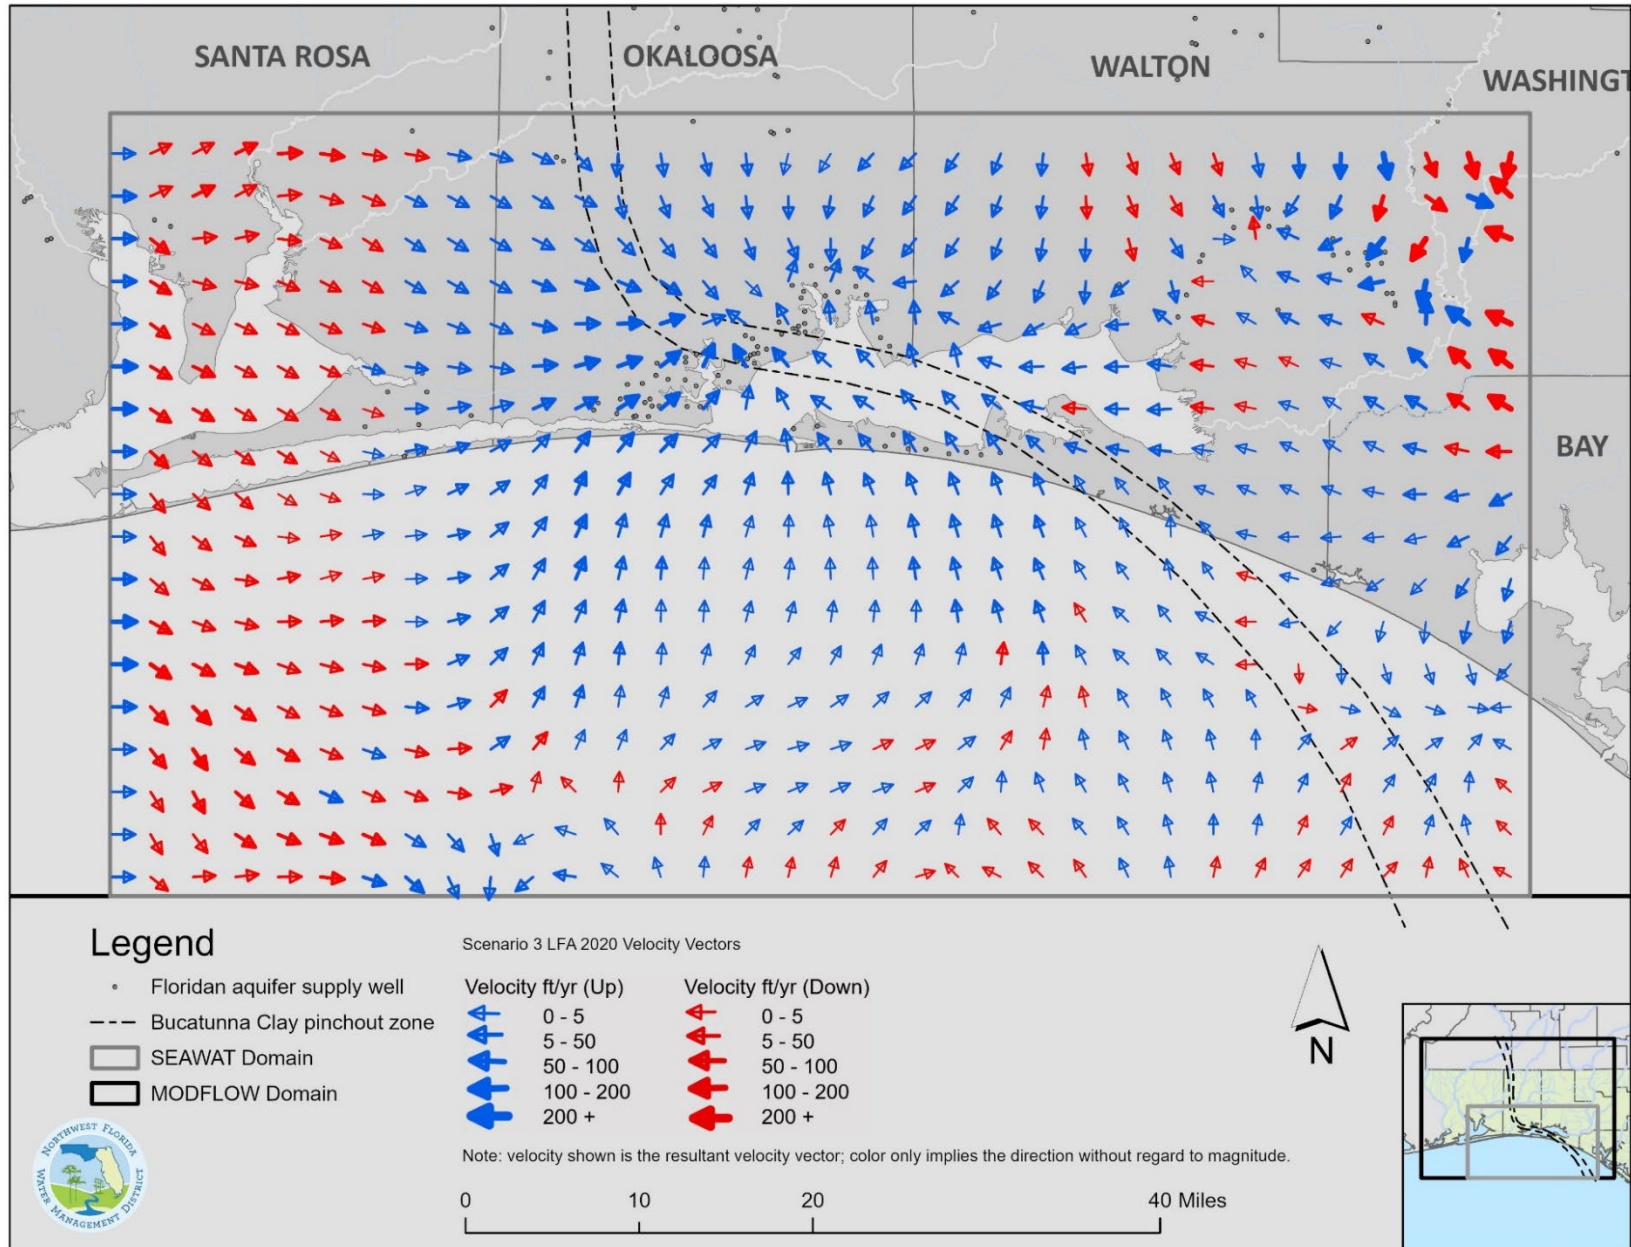 SANTA ROSA
OKALOOSA
WALTON
WASHINGT
BAY
Legend
Floridan aquifer supply well
Bucatunna Clay pinchout zone
SEAWAT Domain
MODFLOW Domain
Scenario 3 LFA 2020 Velocity Vectors
Velocity ft/yr (Up)
0 - 5
5 - 50
50 - 100
100 - 200
200 +
Velocity ft/yr (Down)
0 - 5
5 - 50
50 - 100
100 - 200
200 +
Note: velocity shown is the resultant velocity vector; color only implies the direction without regard to magnitude.
0 10 20 40 Miles
N
NORTHWEST FLORIDA
WATER MANAGEMENT DISTRICT